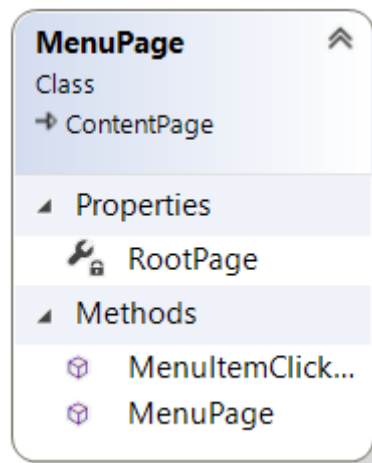 MenuPage
Class
ContentPage
Properties
RootPage
Methods
MenuItemClick...
MenuPage